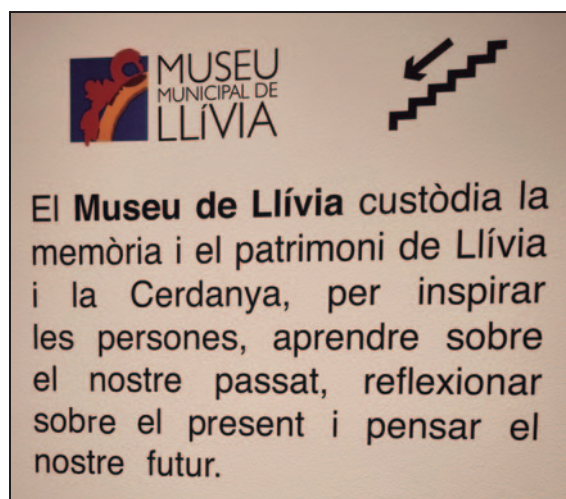 MUSEU
MUNICIPAL DE
LLÍVIA
El Museu de Llívia custòdia la
memòria i el patrimoni de Llívia
i la Cerdanya, per inspirar
les persones, aprendre sobre
el nostre passat, reflexionar
sobre el present i pensar el
nostre futur.